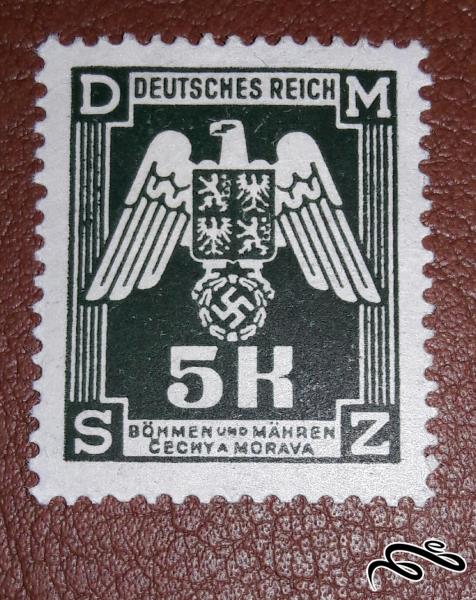 D DEUTSCHES REICH M
5K
S BÖHMEN UND MÄHREN Z
ČECHY A MORAVA